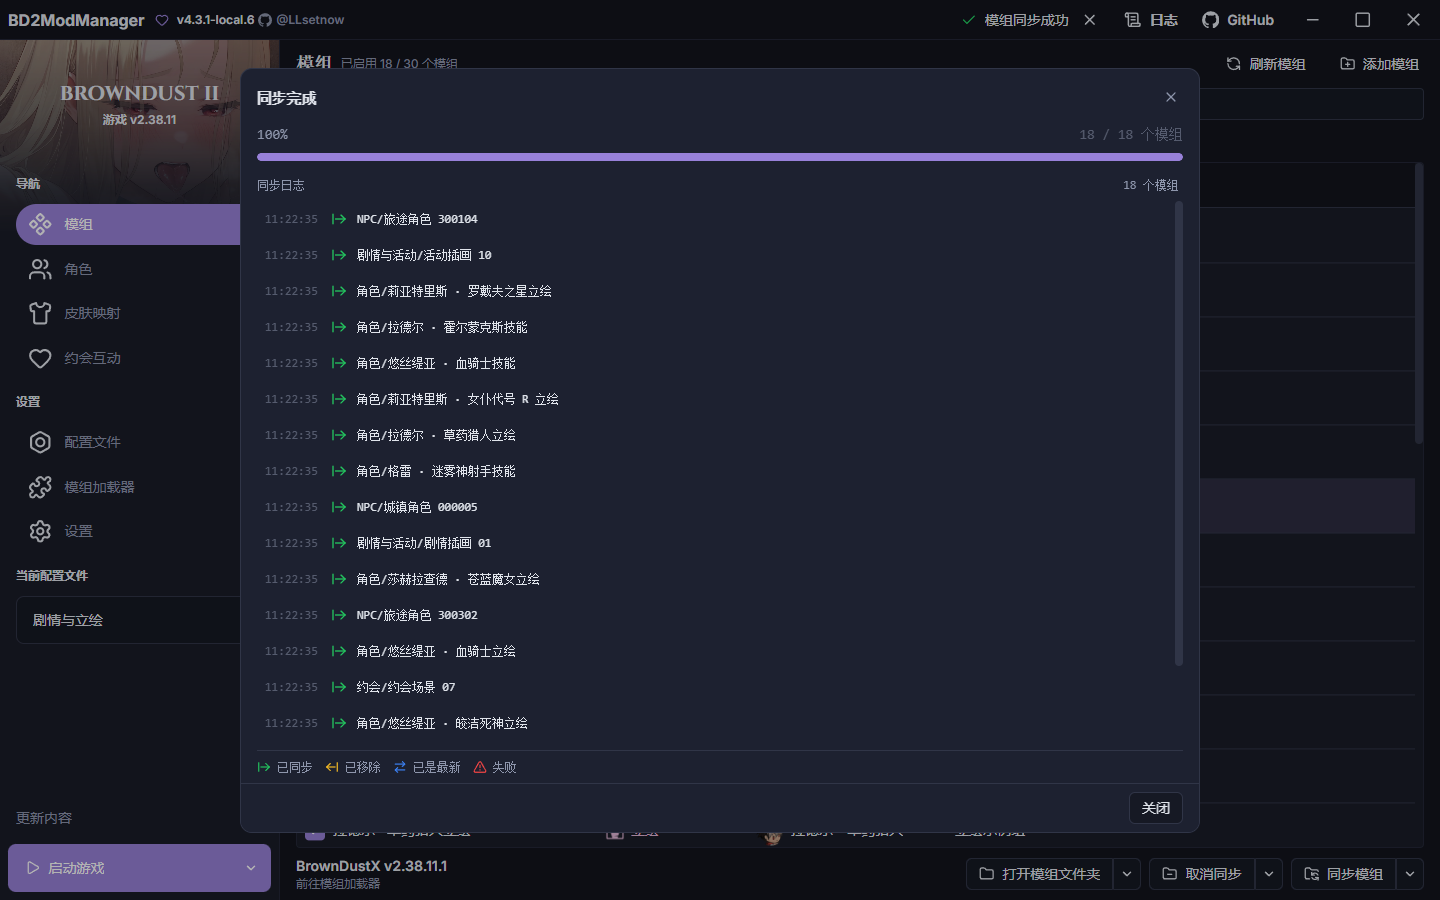 BD2ModManager v4.3.1-local.6 @LLsetnow
模组同步成功
日志
GitHub
模组 已启用 18 / 30 个模组
刷新模组
添加模组
BROWNDUST II
游戏 v2.38.11
导航
模组
角色
皮肤映射
约会互动
设置
配置文件
模组加载器
设置
当前配置文件
剧情与立绘
更新内容
启动游戏
同步完成
100%
18 / 18 个模组
同步日志
18 个模组
11:22:35 NPC/旅途角色 300104
11:22:35 剧情与活动/活动插画 10
11:22:35 角色/莉亚特里斯 · 罗戴夫之星立绘
11:22:35 角色/拉德尔 · 霍尔蒙克斯技能
11:22:35 角色/悠丝缇亚 · 血骑士技能
11:22:35 角色/莉亚特里斯 · 女仆代号 R 立绘
11:22:35 角色/拉德尔 · 草药猎人立绘
11:22:35 角色/格雷 · 迷雾神射手技能
11:22:35 NPC/城镇角色 000005
11:22:35 剧情与活动/剧情插画 01
11:22:35 角色/莎赫拉查德 · 苍蓝魔女立绘
11:22:35 NPC/旅途角色 300302
11:22:35 角色/悠丝缇亚 · 血骑士立绘
11:22:35 约会/约会场景 07
11:22:35 角色/悠丝缇亚 · 皎洁死神立绘
已同步 已移除 已是最新 失败
关闭
BrownDustX v2.38.11.1
前往模组加载器
打开模组文件夹
取消同步
同步模组